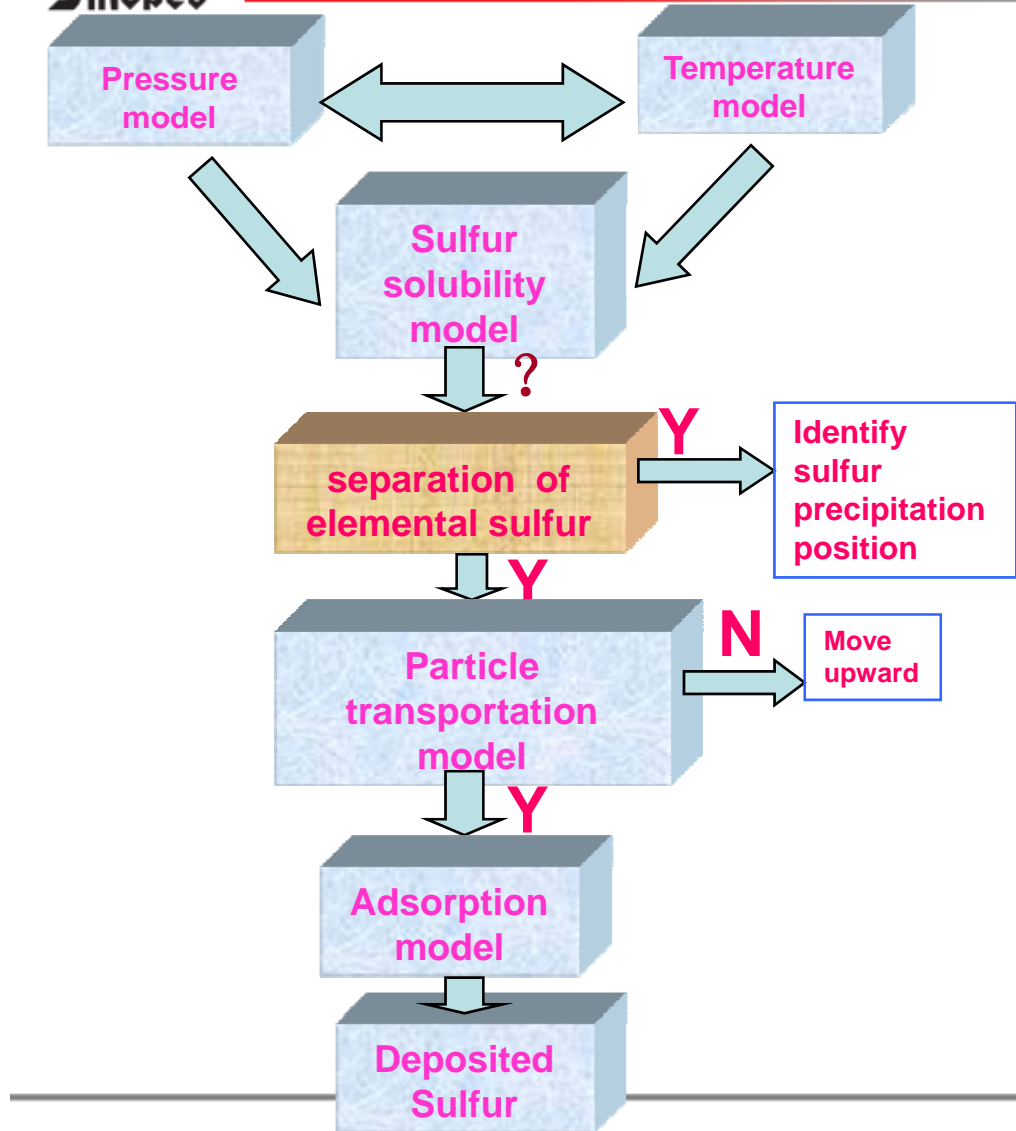 Pressure
model
Temperature
model
Sulfur
solubility
model
?
separation of
elemental sulfur
Y
Identify
sulfur
precipitation
position
Y
Particle
transportation
model
N
Move
upward
Y
Adsorption
model
Deposited
Sulfur